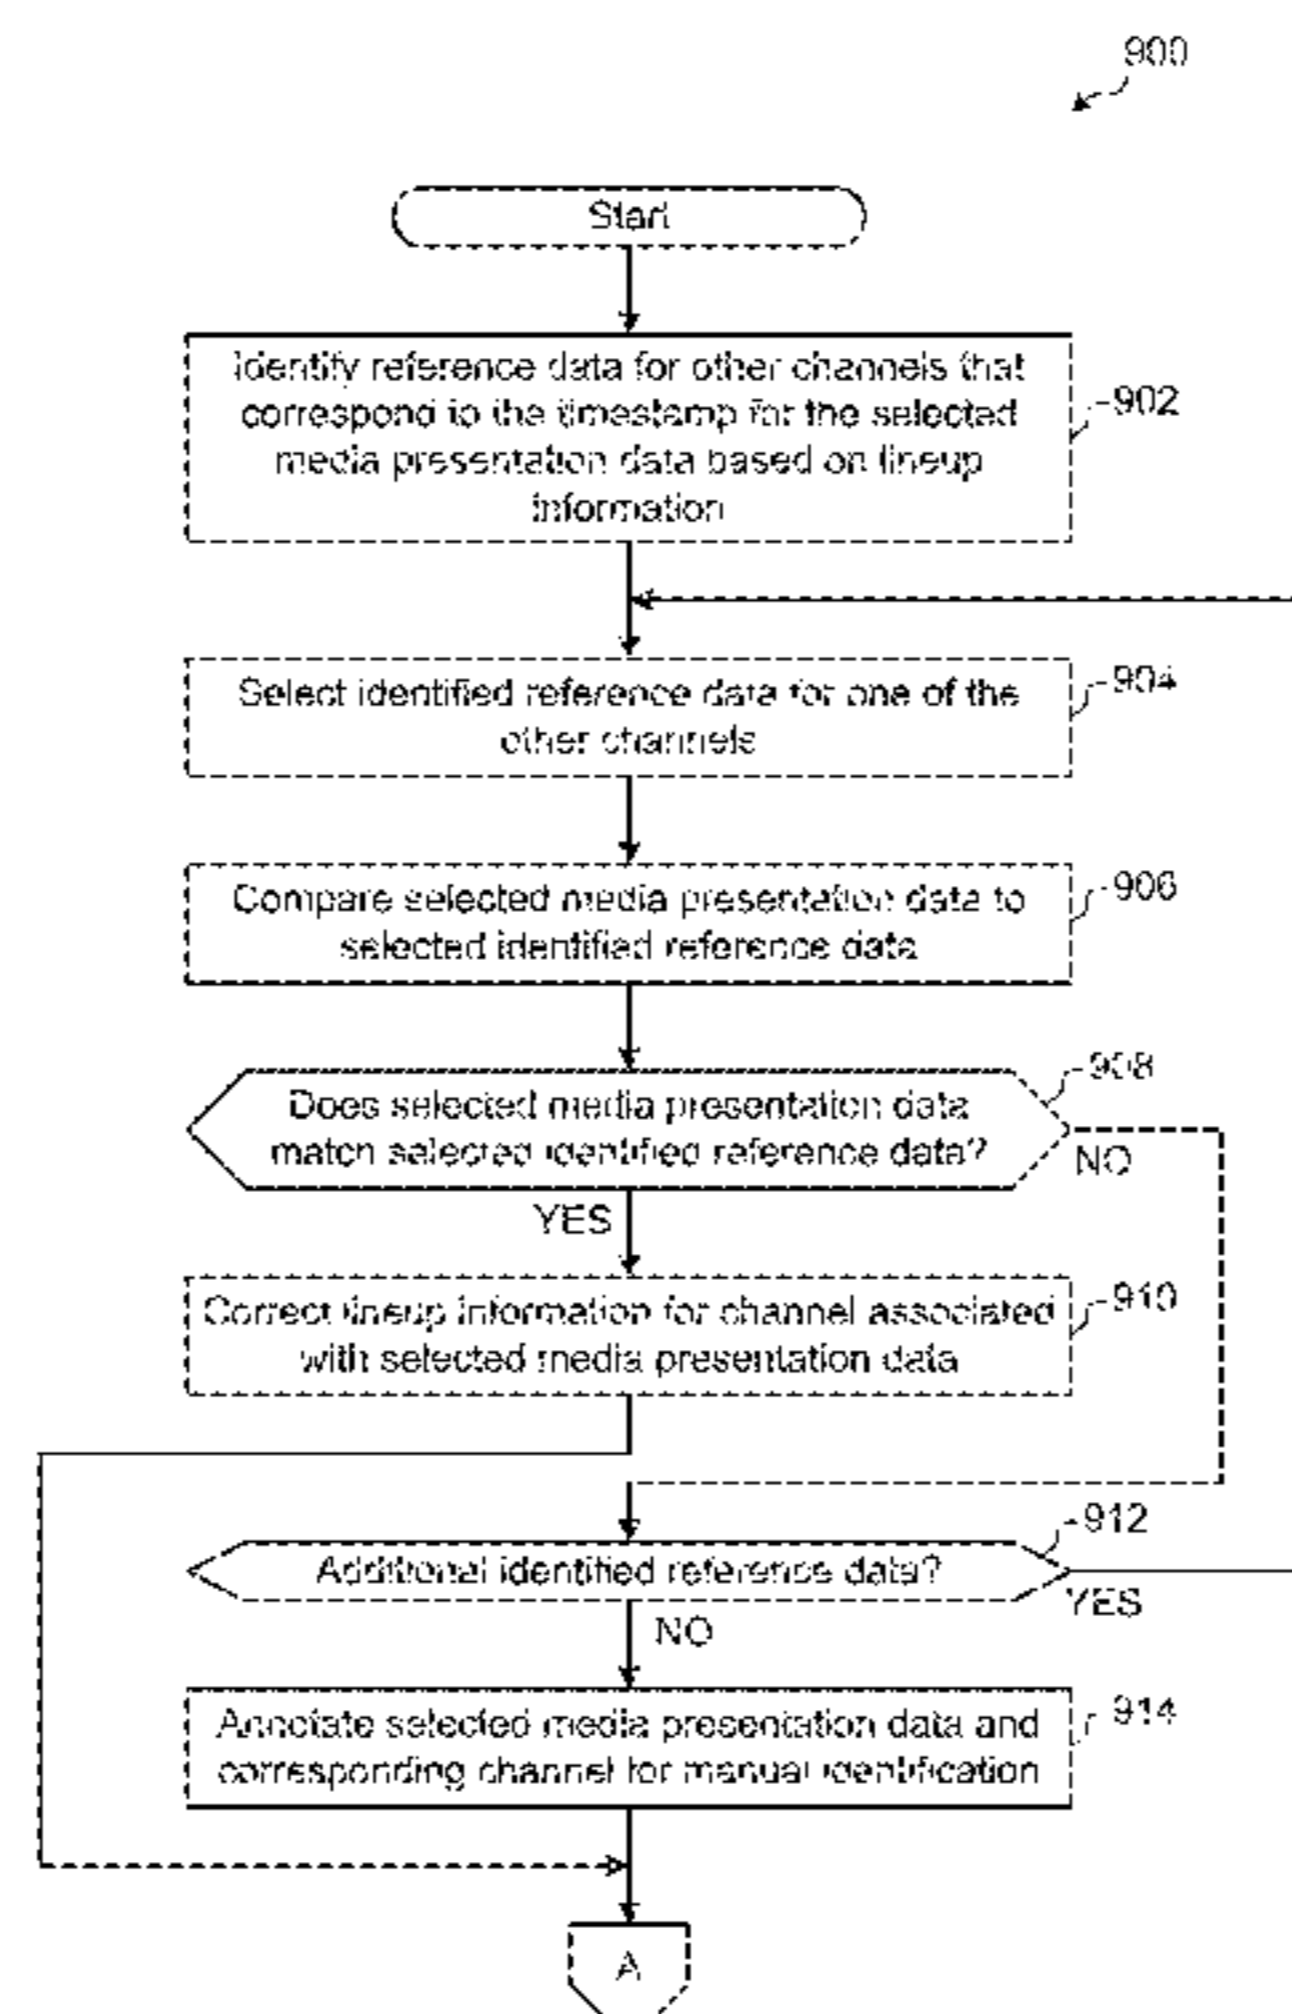 900
Start
Identify reference data for other channels that
correspond to the timestamp for the selected
media presentation data based on lineup
information
902
Select identified reference data for one of the
other channels
904
Compare selected media presentation data to
selected identified reference data
906
Does selected media presentation data
match selected identified reference data?
908
NO
YES
Correct lineup information for channel associated
with selected media presentation data
910
Additional identified reference data?
912
YES
NO
Annotate selected media presentation data and
corresponding channel for manual identification
914
A